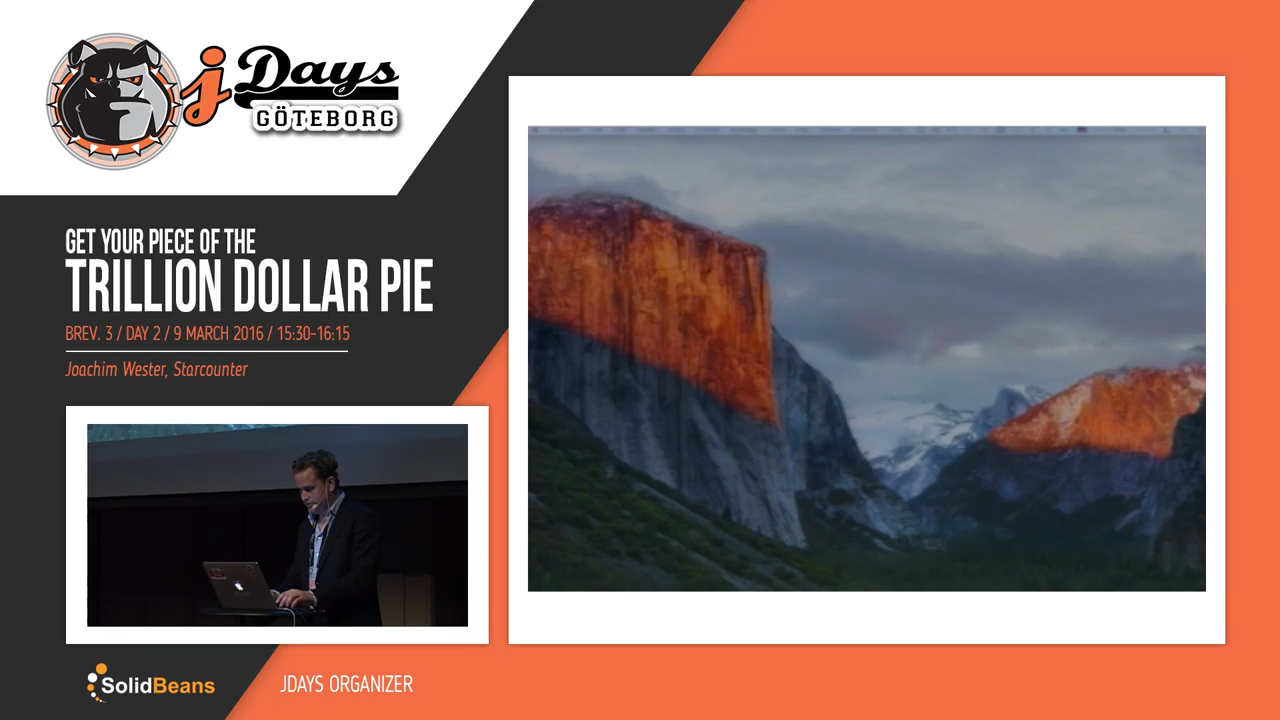 j Days
GÖTEBORG
GET YOUR PIECE OF THE
TRILLION DOLLAR PIE
BREV. 3 / DAY 2 / 9 MARCH 2016 / 15:30-16:15
Joachim Wester, Starcounter
SolidBeans
JDAYS ORGANIZER